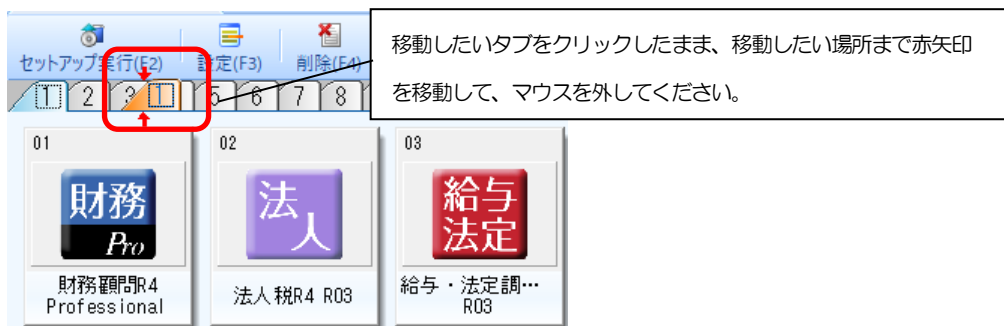 セットアップ実行(F2) 設定(F3) 削除(F4)
移動したいタブをクリックしたまま、移動したい場所まで赤矢印
を移動して、マウスを外してください。
1 2 3 1 5 6 7 8
01 02 03
財務 Pro
法人
給与法定
財務顧問R4
Professional
法人税R4 R03
給与・法定調…
R03